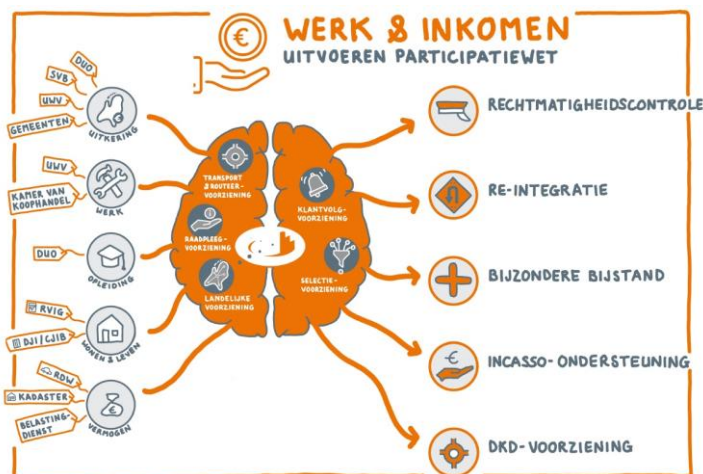 WERK & INKOMEN
UITVOEREN PARTICIPATIEWET
DUO
SVB
UWV
GEMEENTEN
UITKERING
UWV
KAMER VAN
KOOPHANDEL
WERK
DUO
OPLEIDING
RVIG
DJI/CJIB
WONEN & LEVEN
RDW
KADASTER
BELASTING-
DIENST
VERMOGEN
TRANSPORT
& ROUTEER-
VOORZIENING
RAADPLEEG-
VOORZIENING
LANDELIJKE
VOORZIENING
KLANTVOLG-
VOORZIENING
SELECTIE-
VOORZIENING
RECHTMATIGHEIDSCONTROLE
RE-INTEGRATIE
BIJZONDERE BIJSTAND
INCASSO-ONDERSTEUNING
DKD-VOORZIENING